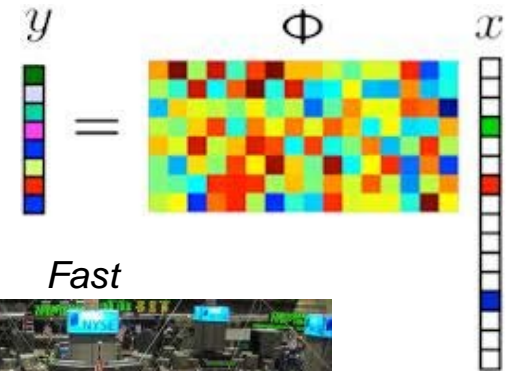 y Φ x
=
Fast
NYSE